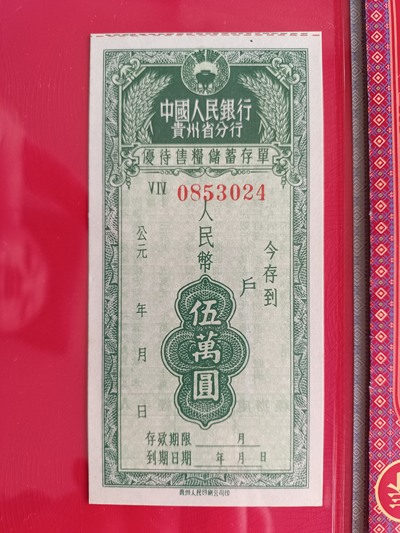 中國人民銀行
貴州省分行
優待售糧儲蓄存單
VIV 0853024
今存到
戶
人民幣
伍萬圓
公元 年 月 日
存款期限 月
到期日期 年 月 日